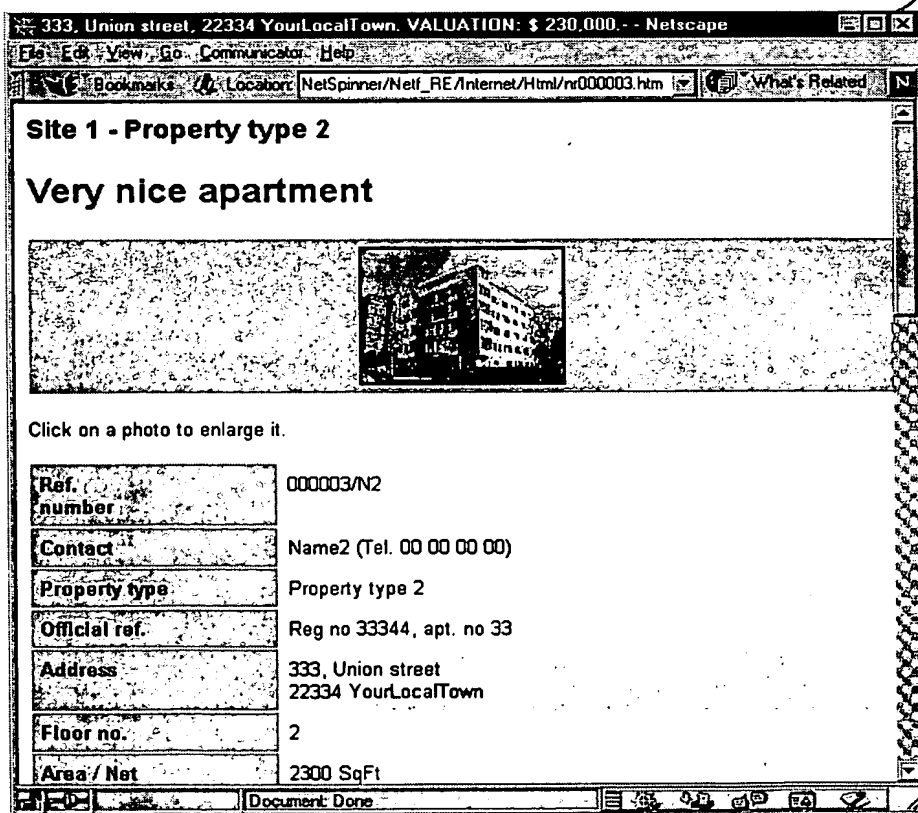 333, Union street, 22334 YourLocalTown. VALUATION: $ 230,000.- - Netscape
File Edit View Go Communicator Help
Bookmarks Location: NetSpinner/Netf_RE/Internet/Html/nr000003.htm What's Related N
Site 1 - Property type 2
Very nice apartment
Click on a photo to enlarge it.
Ref. number 000003/N2
Contact Name2 (Tel. 00 00 00 00)
Property type Property type 2
Official ref. Reg no 33344, apt. no 33
Address 333, Union street
22334 YourLocalTown
Floor no. 2
Area / Net 2300 SqFt
Document: Done